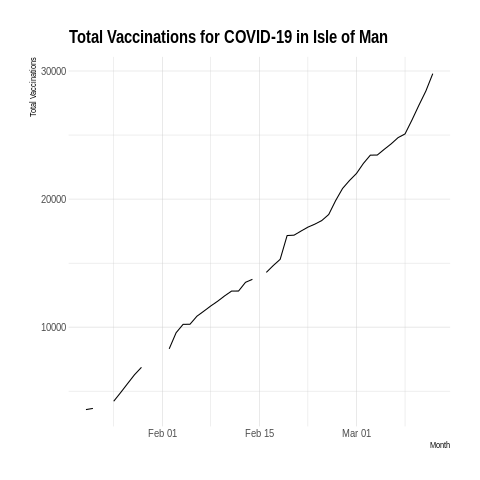 Total Vaccinations for COVID-19 in Isle of Man
Total Vaccinations
30000
20000
10000
Feb 01
Feb 15
Mar 01
Month